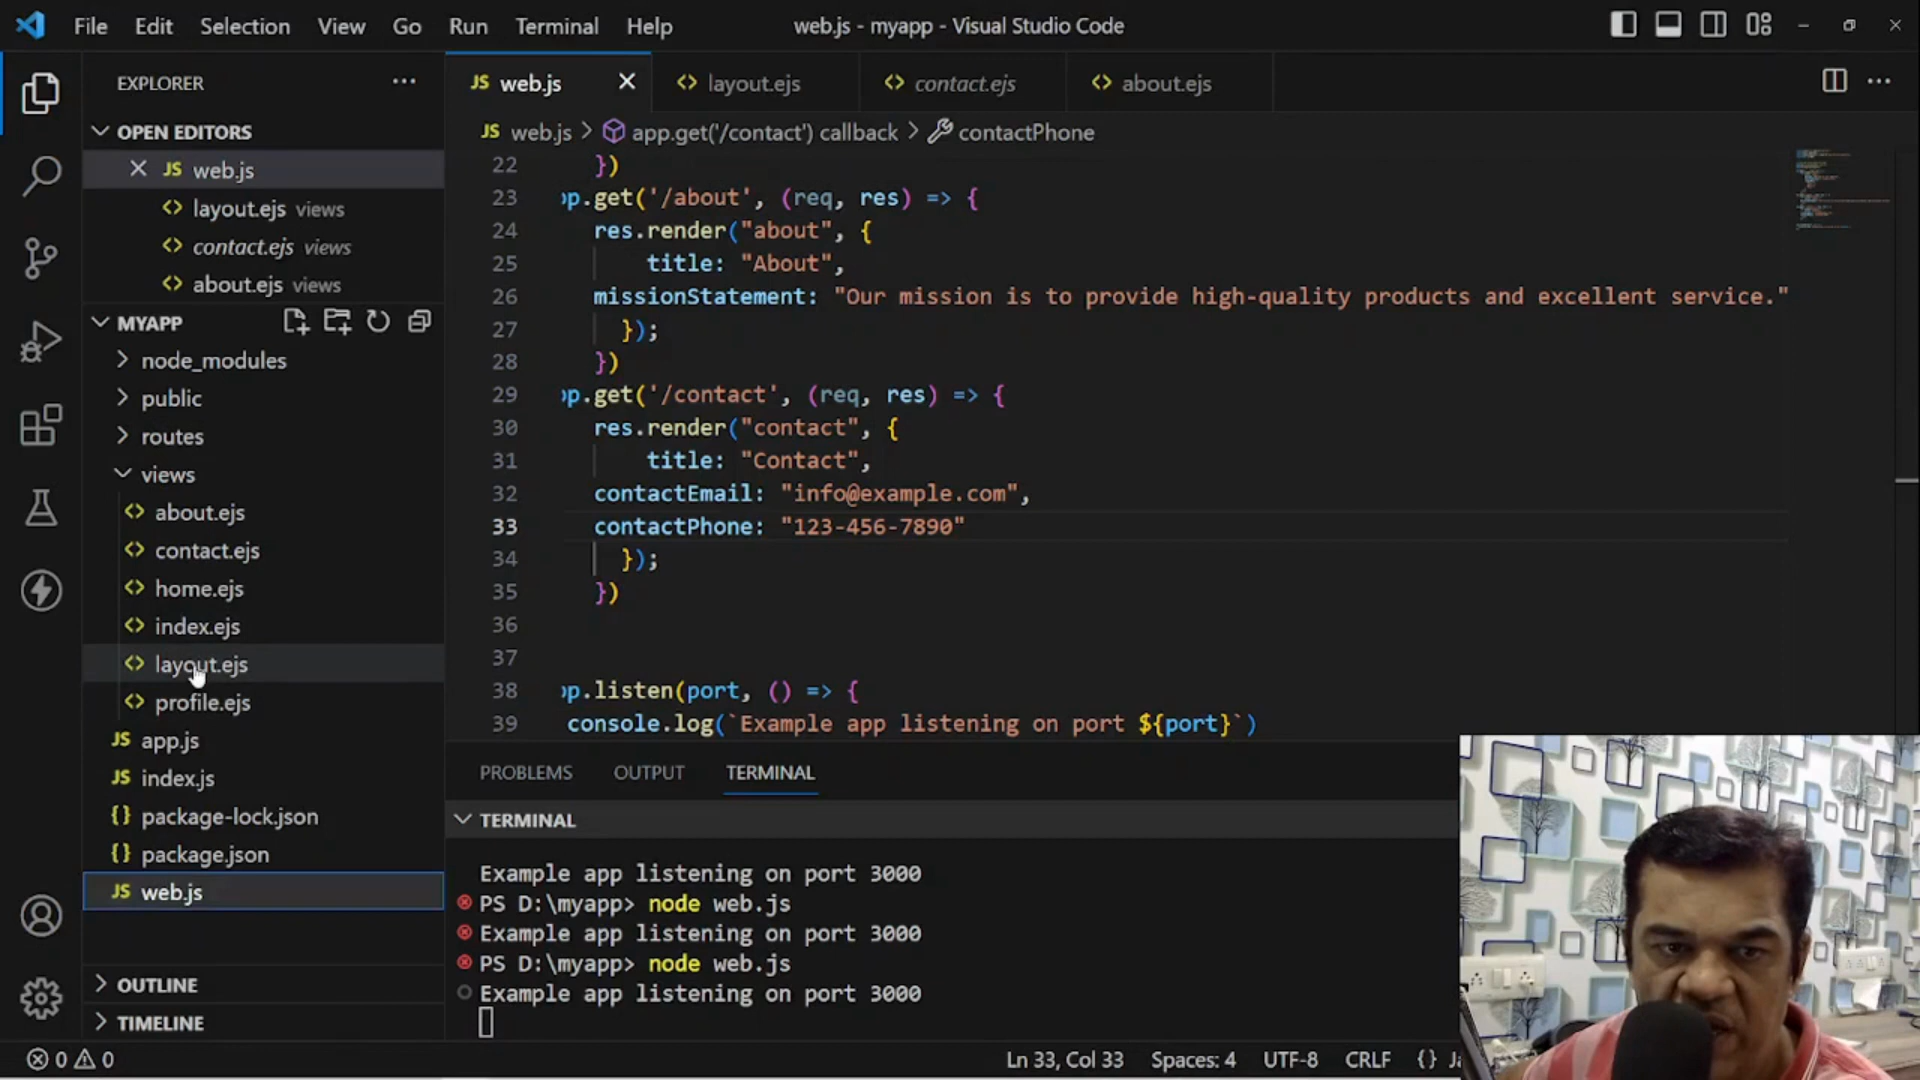 File Edit Selection View Go Run Terminal Help web.js - myapp - Visual Studio Code
EXPLORER
OPEN EDITORS
JS web.js
layout.ejs views
contact.ejs views
about.ejs views
MYAPP
node_modules
public
routes
views
about.ejs
contact.ejs
home.ejs
index.ejs
layout.ejs
profile.ejs
JS app.js
JS index.js
{} package-lock.json
{} package.json
JS web.js
OUTLINE
TIMELINE
JS web.js layout.ejs contact.ejs about.ejs
JS web.js > app.get('/contact') callback > contactPhone
22 })
23 pp.get('/about', (req, res) => {
24 res.render("about", {
25 title: "About",
26 missionStatement: "Our mission is to provide high-quality products and excellent service."
27 });
28 })
29 pp.get('/contact', (req, res) => {
30 res.render("contact", {
31 title: "Contact",
32 contactEmail: "info@example.com",
33 contactPhone: "123-456-7890"
34 });
35 })
36
37
38 pp.listen(port, () => {
39 console.log(`Example app listening on port ${port}`)
PROBLEMS OUTPUT TERMINAL
TERMINAL
Example app listening on port 3000
PS D:\myapp> node web.js
Example app listening on port 3000
PS D:\myapp> node web.js
Example app listening on port 3000
0 0 Ln 33, Col 33 Spaces: 4 UTF-8 CRLF {}